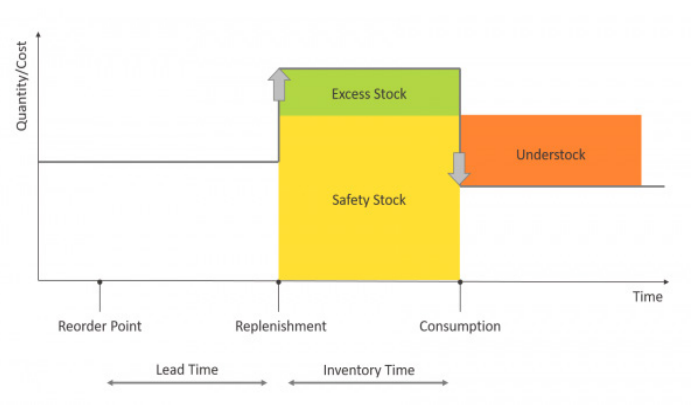 Quantity/Cost
Excess Stock
Understock
Safety Stock
Time
Reorder Point
Replenishment
Consumption
Lead Time
Inventory Time